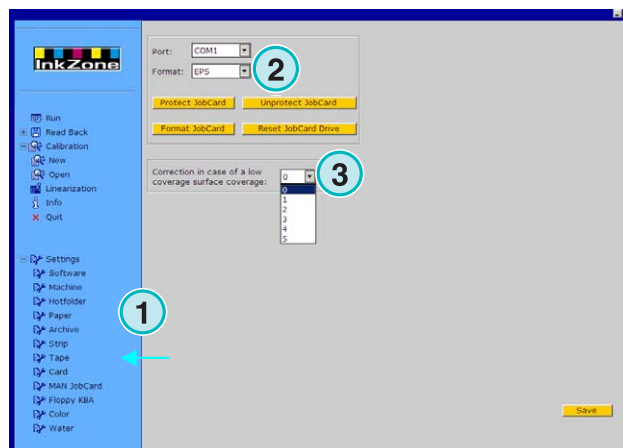 InkZone
Run
Read Back
Calibration
New
Open
Linearization
Info
Quit
Settings
Software
Machine
Hotfolder
Paper
Archive
Strip
Tape
Card
MAN JobCard
Floppy KBA
Color
Water
1
Port: COM1
Format: EPS
2
Protect JobCard Unprotect JobCard
Format JobCard Reset JobCard Drive
Correction in case of a low
coverage surface coverage: 0
3
0
1
2
3
4
5
Save